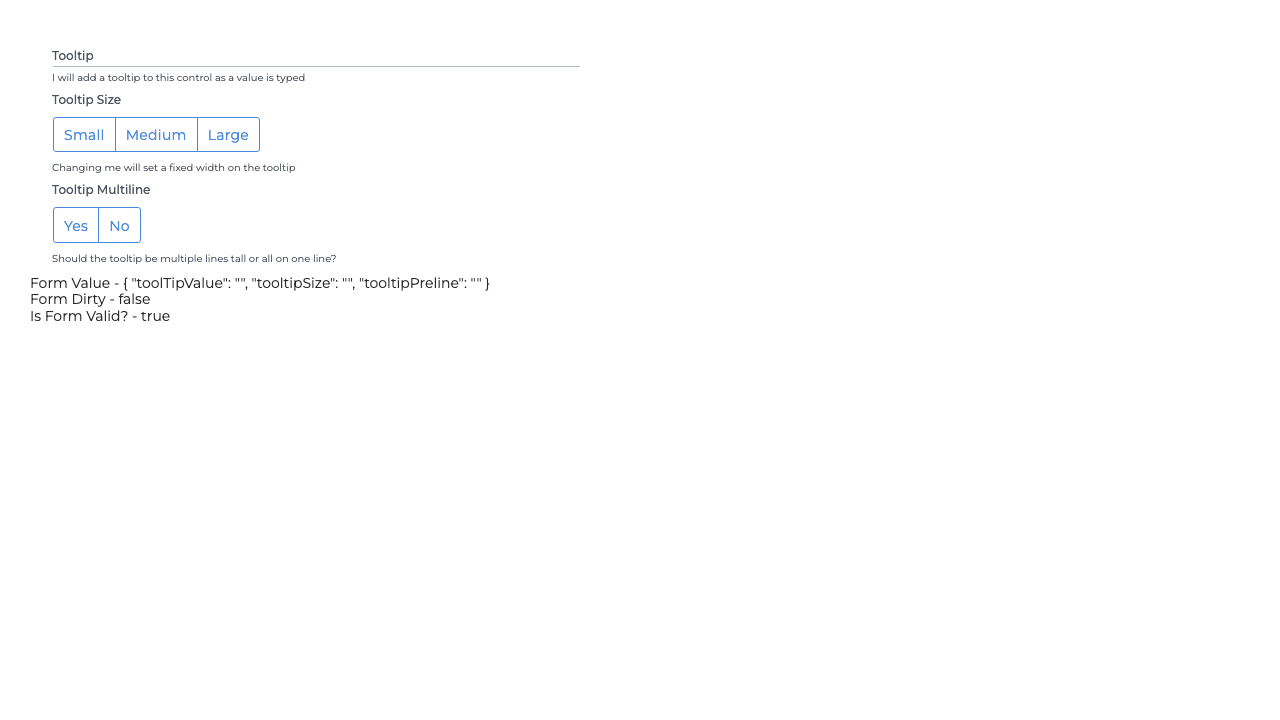 Tooltip
I will add a tooltip to this control as a value is typed
Tooltip Size
Small Medium Large
Changing me will set a fixed width on the tooltip
Tooltip Multiline
Yes No
Should the tooltip be multiple lines tall or all on one line?
Form Value - { "toolTipValue": "", "tooltipSize": "", "tooltipPreline": "" }
Form Dirty - false
Is Form Valid? - true